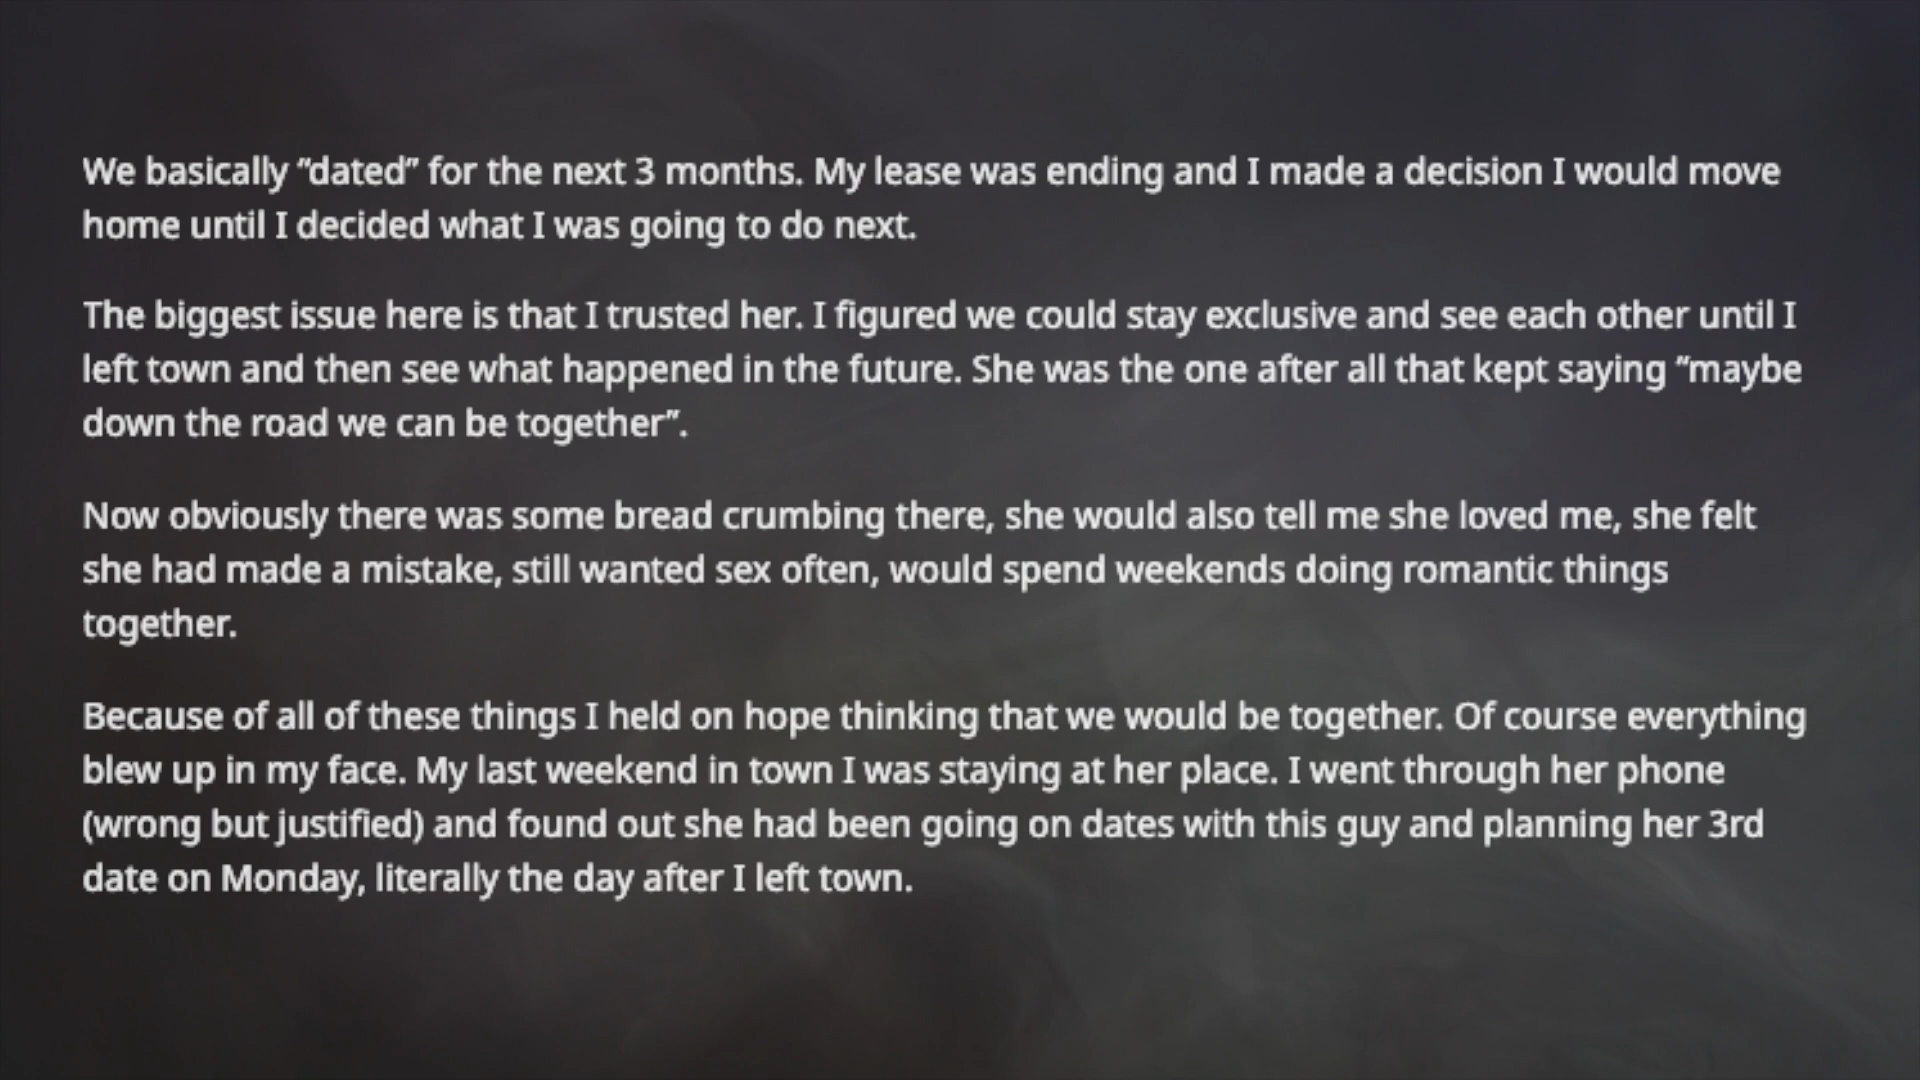 We basically “dated” for the next 3 months. My lease was ending and I made a decision I would move
home until I decided what I was going to do next.
The biggest issue here is that I trusted her. I figured we could stay exclusive and see each other until I
left town and then see what happened in the future. She was the one after all that kept saying “maybe
down the road we can be together”.
Now obviously there was some bread crumbing there, she would also tell me she loved me, she felt
she had made a mistake, still wanted sex often, would spend weekends doing romantic things
together.
Because of all of these things I held on hope thinking that we would be together. Of course everything
blew up in my face. My last weekend in town I was staying at her place. I went through her phone
(wrong but justified) and found out she had been going on dates with this guy and planning her 3rd
date on Monday, literally the day after I left town.